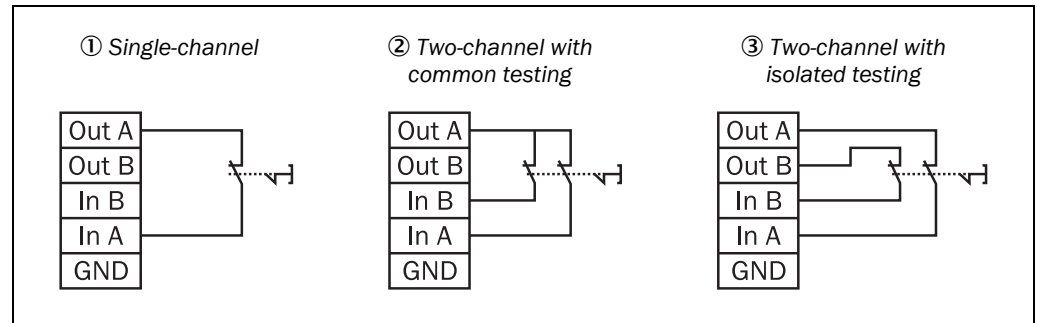 ① Single-channel
② Two-channel with
common testing
③ Two-channel with
isolated testing
Out A
Out B
In B
In A
GND
Out A
Out B
In B
In A
GND
Out A
Out B
In B
In A
GND